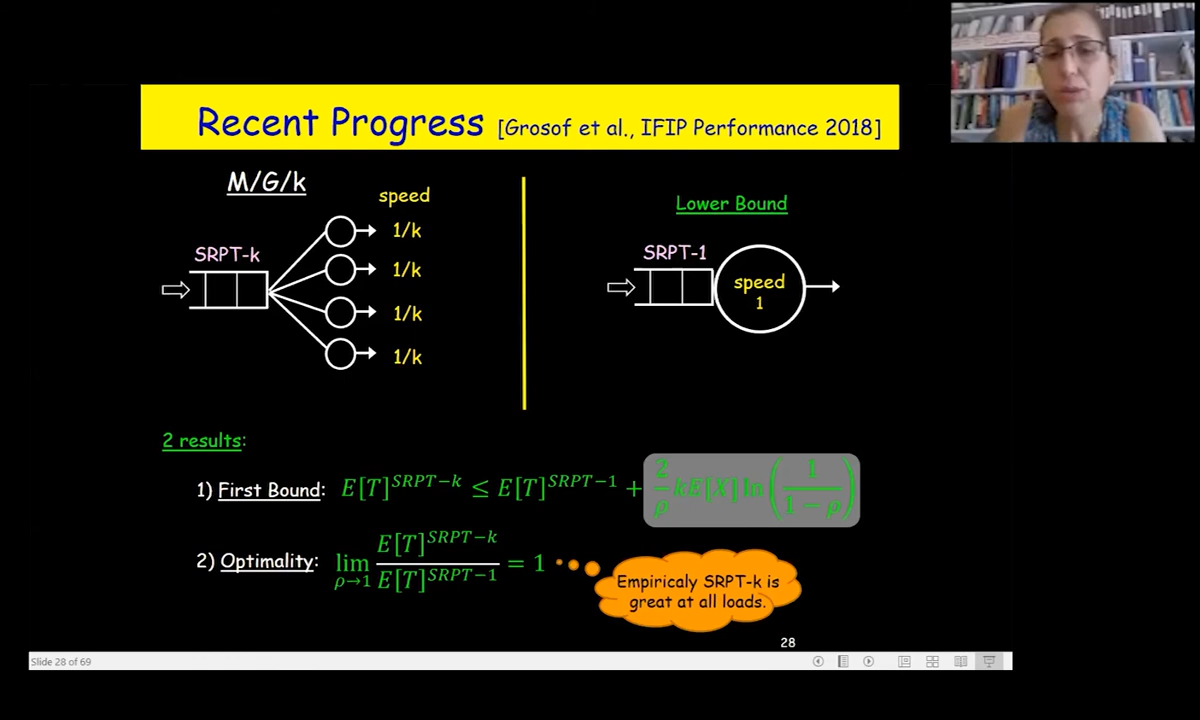 Recent Progress [Grosof et al., IFIP Performance 2018]
M/G/k
speed
SRPT-k
1/k
1/k
1/k
1/k
Lower Bound
SRPT-1
speed
1
2 results:
1) First Bound: E[T]^{SRPT−k} ≤ E[T]^{SRPT−1} + \frac{2}{ρ} kE[X] ln(\frac{1}{1 − ρ})
2) Optimality: \lim_{ρ→1} \frac{E[T]^{SRPT−k}}{E[T]^{SRPT−1}} = 1
Empiricaly SRPT-k is
great at all loads.
28
Slide 28 of 69